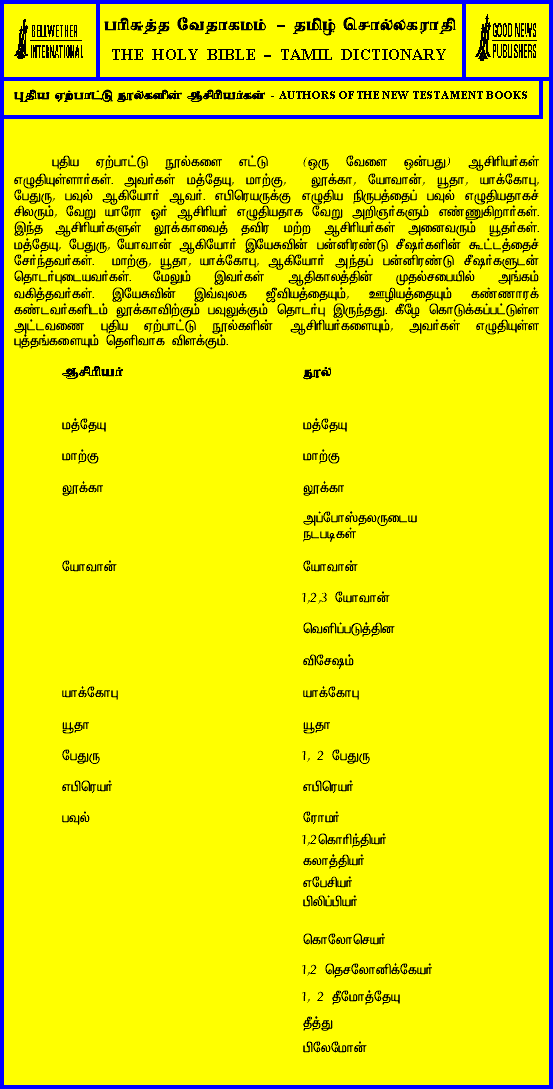 BELLWETHER
INTERNATIONAL
பரிசுத்த வேதாகமம் – தமிழ் சொல்லகராதி
THE HOLY BIBLE – TAMIL DICTIONARY
GOOD NEWS
PUBLISHERS
புதிய ஏற்பாட்டு நூல்களின் ஆசிரியர்கள் - AUTHORS OF THE NEW TESTAMENT BOOKS
புதிய ஏற்பாட்டு நூல்களை எட்டு (ஒரு வேளை ஒன்பது) ஆசிரியர்கள்
எழுதியுள்ளார்கள். அவர்கள் மத்தேயு, மாற்கு, லூக்கா, யோவான், யூதா, யாக்கோபு,
பேதுரு, பவுல் ஆகியோர் ஆவர். எபிரெயருக்கு எழுதிய நிருபத்தைப் பவுல் எழுதியதாகச்
சிலரும், வேறு யாரோ ஓர் ஆசிரியர் எழுதியதாக வேறு அறிஞர்களும் எண்ணுகிறார்கள்.
இந்த ஆசிரியர்களுள் லூக்காவைத் தவிர மற்ற ஆசிரியர்கள் அனைவரும் யூதர்கள்.
மத்தேயு, பேதுரு, யோவான் ஆகியோர் இயேசுவின் பன்னிரண்டு சீஷர்களின் கூட்டத்தைச்
சேர்ந்தவர்கள். மாற்கு, யூதா, யாக்கோபு, ஆகியோர் அந்தப் பன்னிரண்டு சீஷர்களுடன்
தொடர்புடையவர்கள். மேலும் இவர்கள் ஆதிகாலத்தின் முதல்சபையில் அங்கம்
வகித்தவர்கள். இயேசுவின் இவ்வுலக ஜீவியத்தையும், ஊழியத்தையும் கண்ணாரக்
கண்டவர்களிடம் லூக்காவிற்கும் பவுலுக்கும் தொடர்பு இருந்தது. கீழே கொடுக்கப்பட்டுள்ள
அட்டவணை புதிய ஏற்பாட்டு நூல்களின் ஆசிரியர்களையும், அவர்கள் எழுதியுள்ள
புத்தங்களையும் தெளிவாக விளக்கும்.
ஆசிரியர் நூல்
மத்தேயு மத்தேயு
மாற்கு மாற்கு
லூக்கா லூக்கா
அப்போஸ்தலருடைய
நடபடிகள்
யோவான் யோவான்
1,2,3 யோவான்
வெளிப்படுத்தின
விசேஷம்
யாக்கோபு யாக்கோபு
யூதா யூதா
பேதுரு 1, 2 பேதுரு
எபிரெயர் எபிரெயர்
பவுல் ரோமர்
1,2கொரிந்தியர்
கலாத்தியர்
எபேசியர்
பிலிப்பியர்
கொலோசெயர்
1,2 தெசலோனிக்கேயர்
1, 2 தீமோத்தேயு
தீத்து
பிலேமோன்